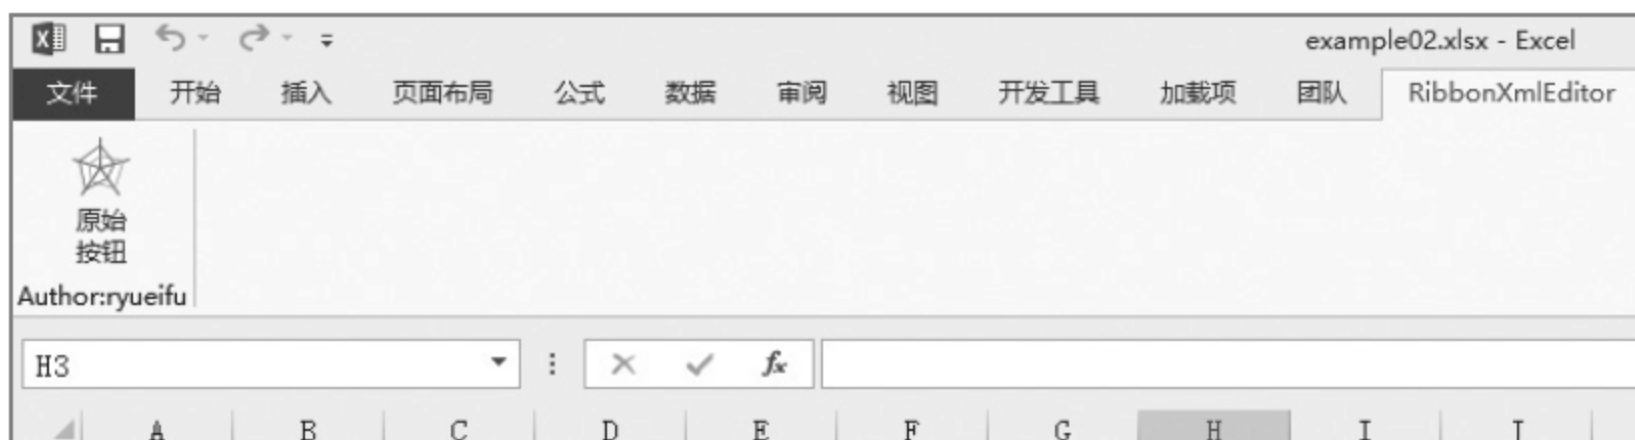 example02.xlsx - Excel
文件 开始 插入 页面布局 公式 数据 审阅 视图 开发工具 加载项 团队 RibbonXmlEditor
原始
按钮
Author:ryueifu
H3 fx
A B C D E F G H I J